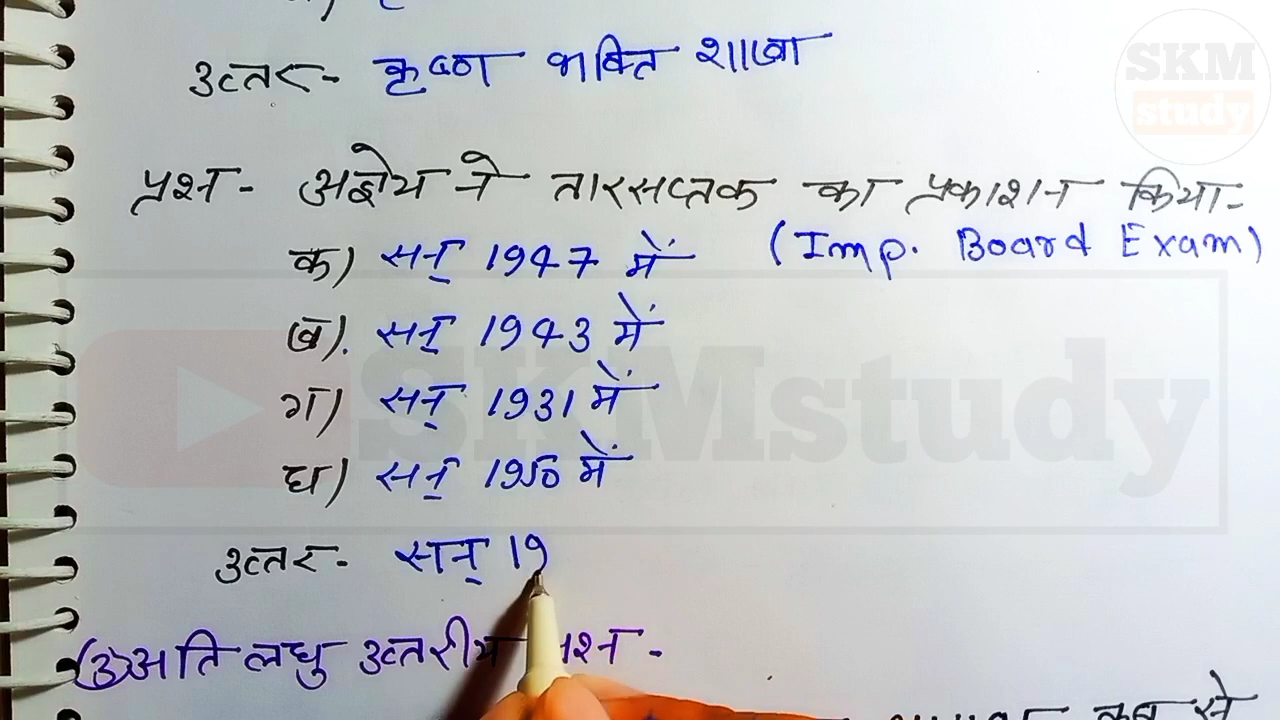 उत्तर- कृष्ण भक्ति शाखा
SKM
study
प्रश्न- अज्ञेय ने तारसप्तक का प्रकाशन किया-
क) सन् 1947 में (Imp. Board Exam)
ख). सन् 1943 में
ग) सन् 1931 में
घ) सन् 1950 में
SKMstudy
उत्तर- सन् 19
(3) अति लघु उत्तरीय प्रश्न-